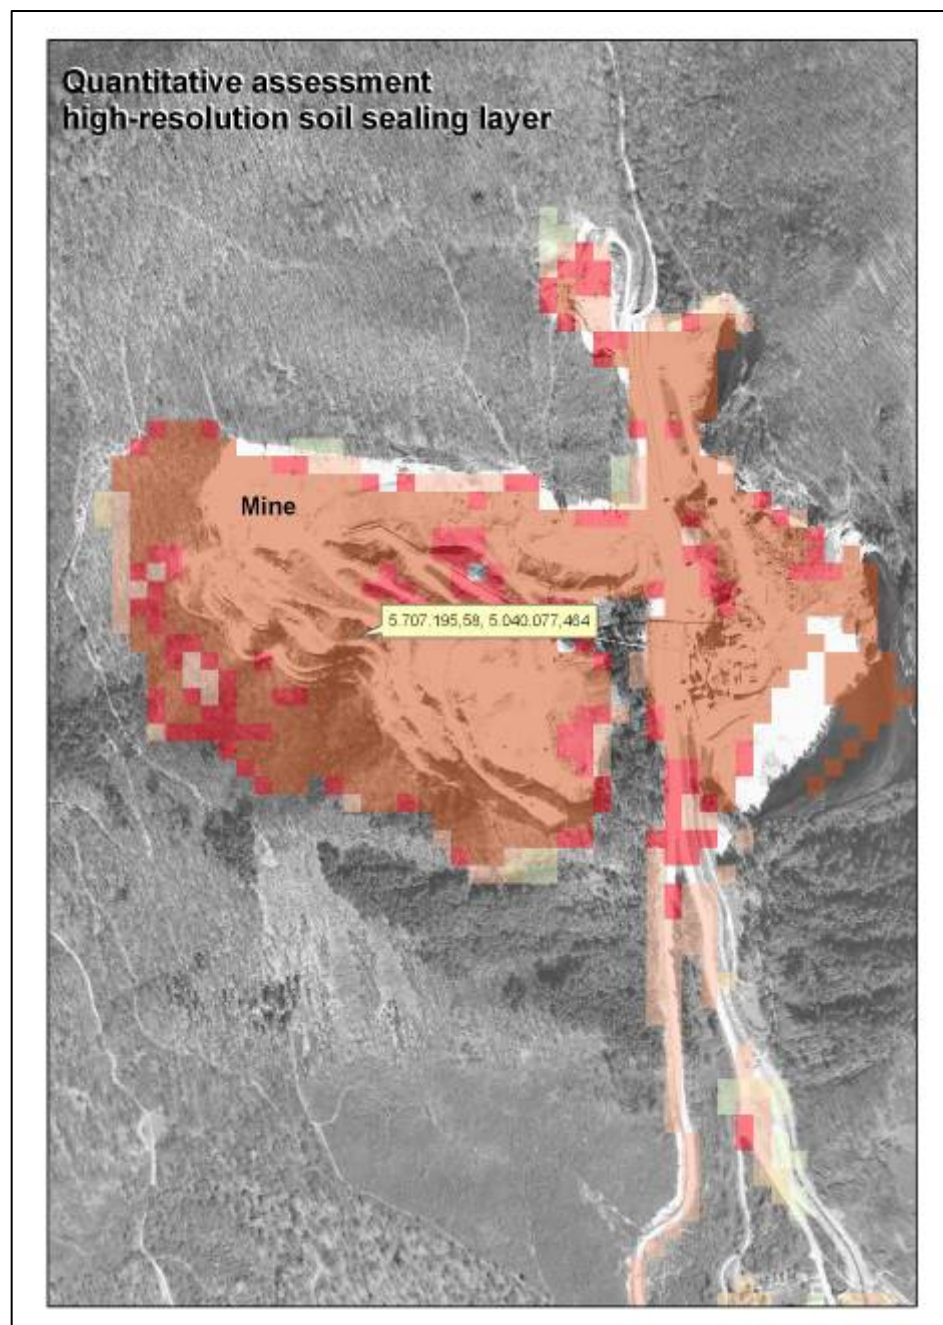 Quantitative assessment
high-resolution soil sealing layer
Mine
5.707.195,58, 5.040.077,464